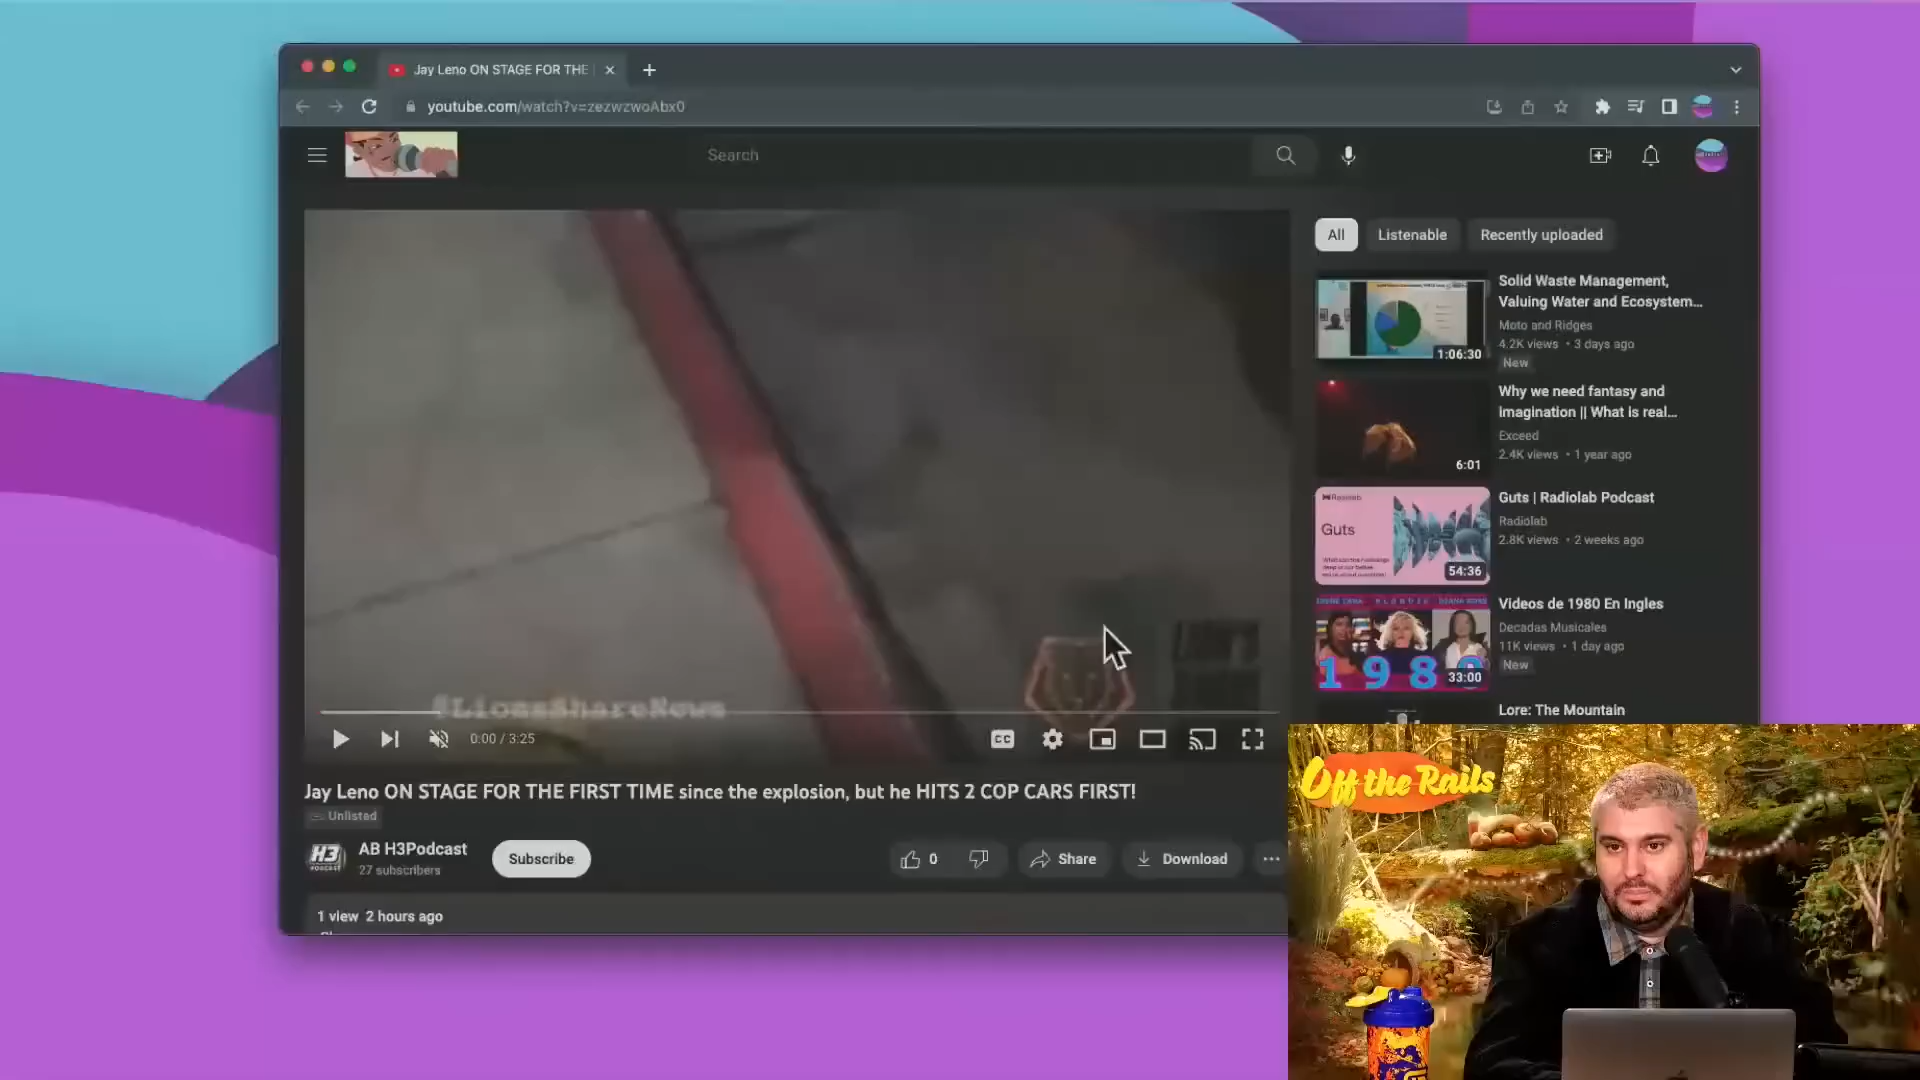 Jay Leno ON STAGE FOR THE
youtube.com/watch?v=zezwzwoAbx0
Search
All
Listenable
Recently uploaded
Solid Waste Management,
Valuing Water and Ecosystem...
Moto and Ridges
4.2K views • 3 days ago
New
1:06:30
Why we need fantasy and
imagination || What is real...
Exceed
2.4K views • 1 year ago
6:01
Radiolab
Guts
54:36
Guts | Radiolab Podcast
Radiolab
2.8K views • 2 weeks ago
1980
33:00
Videos de 1980 En Ingles
Decadas Musicales
11K views • 1 day ago
New
Lore: The Mountain
@LionsShareNews
0:00 / 3:25
CC
Jay Leno ON STAGE FOR THE FIRST TIME since the explosion, but he HITS 2 COP CARS FIRST!
Unlisted
H3
PODCAST
AB H3Podcast
27 subscribers
Subscribe
0
Share
Download
1 view 2 hours ago
Off the Rails